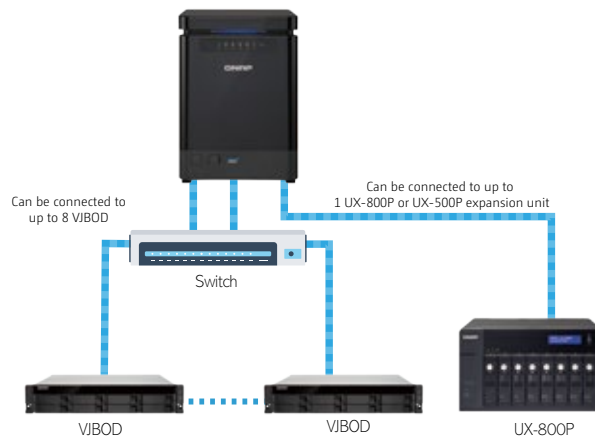 QNAP
Can be connected to
up to 8 VJBOD
Can be connected to up to
1 UX-800P or UX-500P expansion unit
Switch
VJBOD
VJBOD
UX-800P